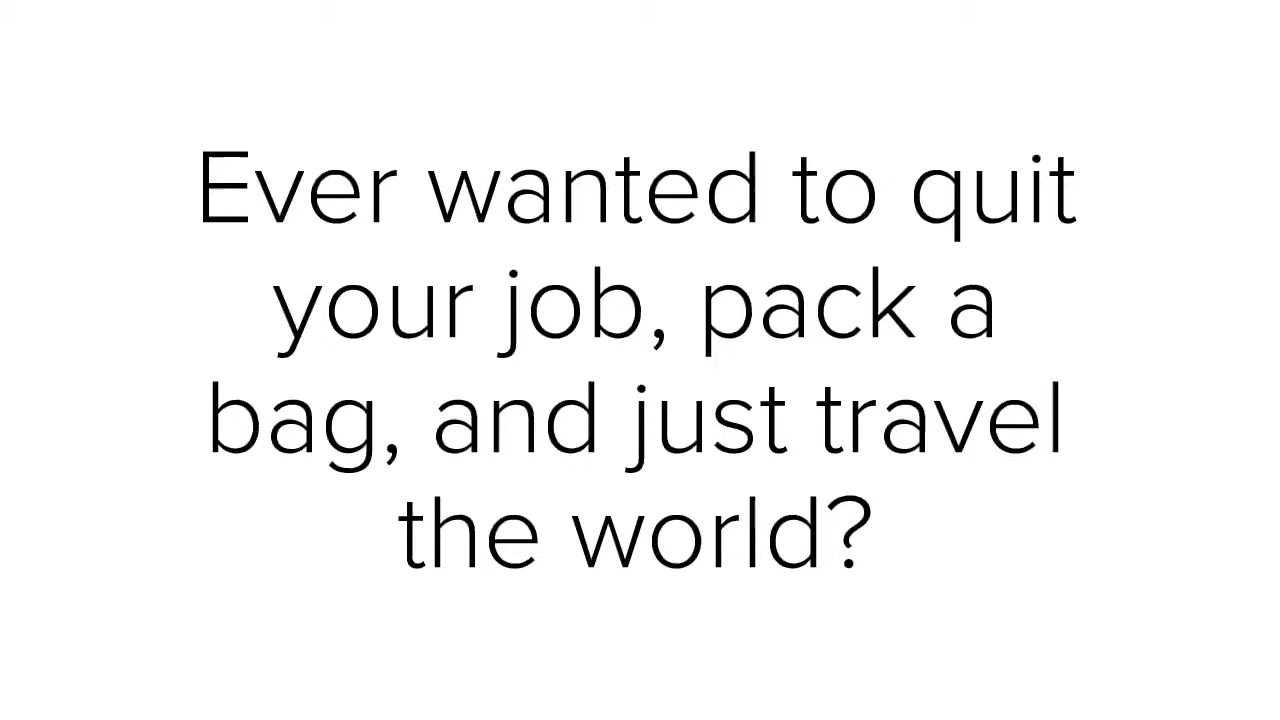 Ever wanted to quit
your job, pack a
bag, and just travel
the world?